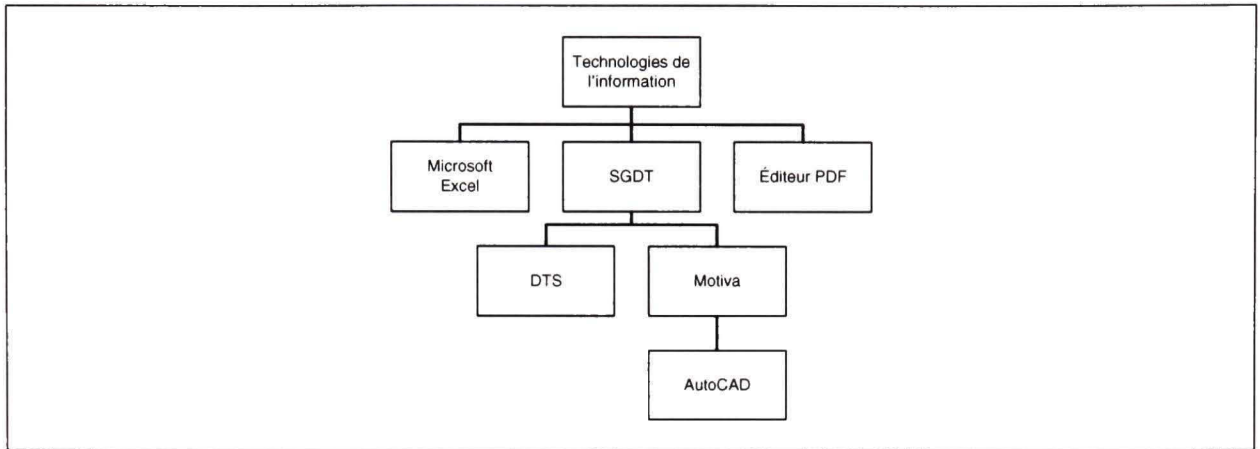 Technologies de
l'information
Microsoft
Excel
SGDT
Éditeur PDF
DTS
Motiva
AutoCAD